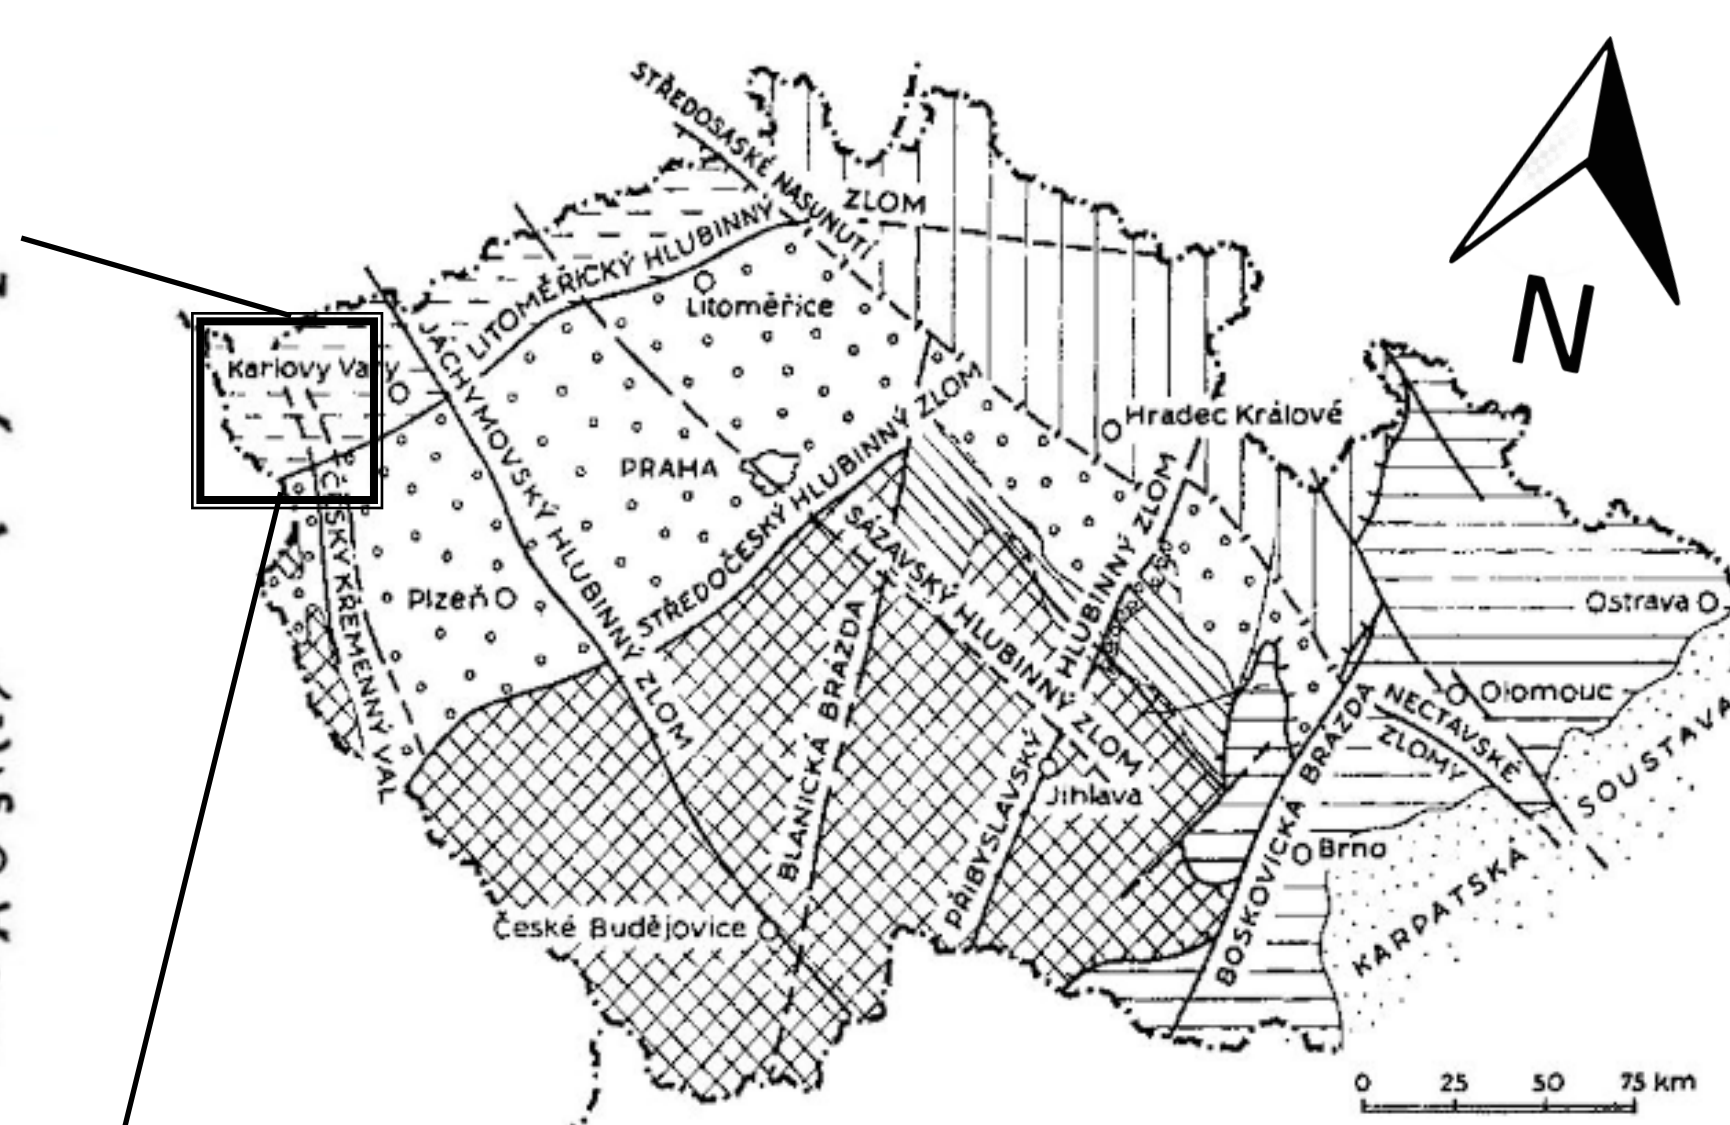 STŘEDOSASKÉ NASUNUTÍ
LITOMĚŘICKÝ HLUBINNÝ ZLOM
N
Litoměřice
Karlovy Vary
JÁCHYMOVSKÝ HLUBINNÝ ZLOM
Hradec Králové
PRAHA
STŘEDOČESKÝ HLUBINNÝ ZLOM
SÁZAVSKÝ HLUBINNÝ ZLOM
HLUBINNÝ ZLOM
ČESKÝ KŘEMENNÝ VAL
Plzeň
Ostrava
BLANICKÁ BRÁZDA
Olomouc
NECTAVSKÉ
ZLOMY
PŘIBYSLAVSKÝ
Jihlava
BOSKOVICKÁ BRÁZDA
Brno
KARPATSKÁ SOUSTAVA
České Budějovice
0 25 50 75 km